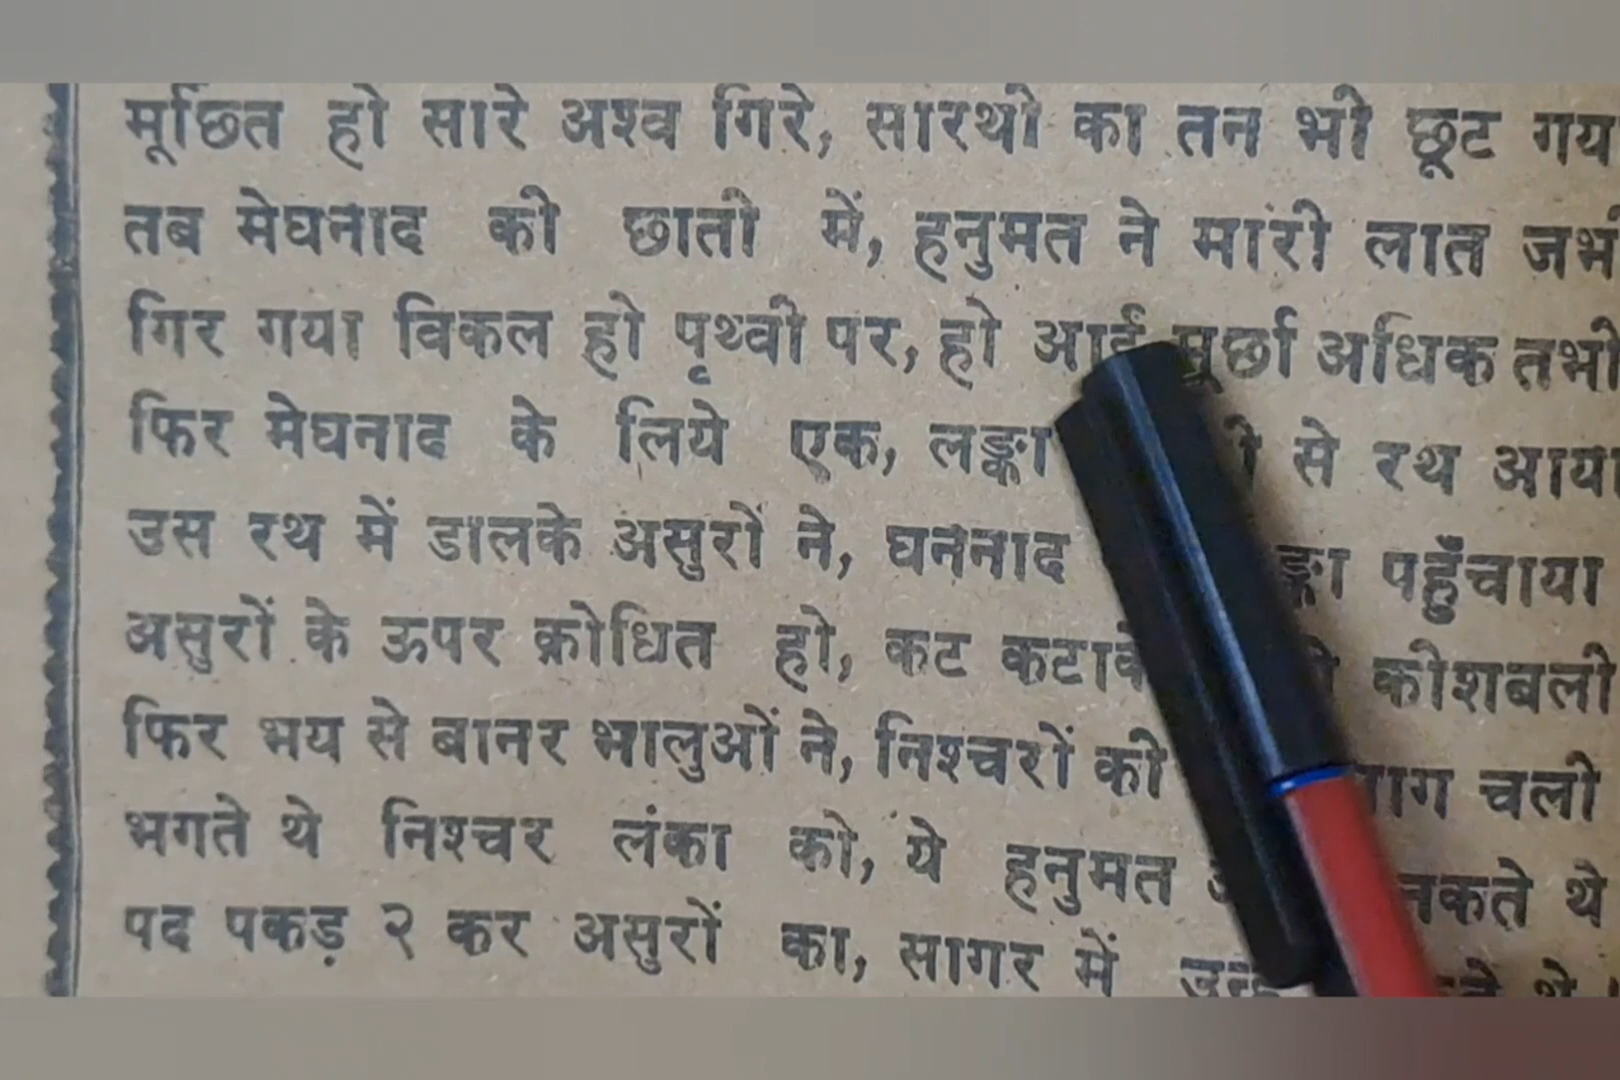 मूर्छित हो सारे अश्व गिरे, सारथी का तन भी छूट गय
तब मेघनाद की छाती में, हनुमत ने मारी लात जभ
गिर गया विकल हो पृथ्वी पर, हो आई मूर्छा अधिक तभी
फिर मेघनाद के लिये एक, लङ्का से रथ आया
उस रथ में डालके असुरों ने, घननाद पहुँचाया
असुरों के ऊपर क्रोधित हो, कट कटाके कीशबली
फिर भय से बानर भालुओं ने, निश्चरों की चली
भगते थे निश्चर लंका को, ये हनुमत थे
पद पकड़ २ कर असुरों का, सागर में थे